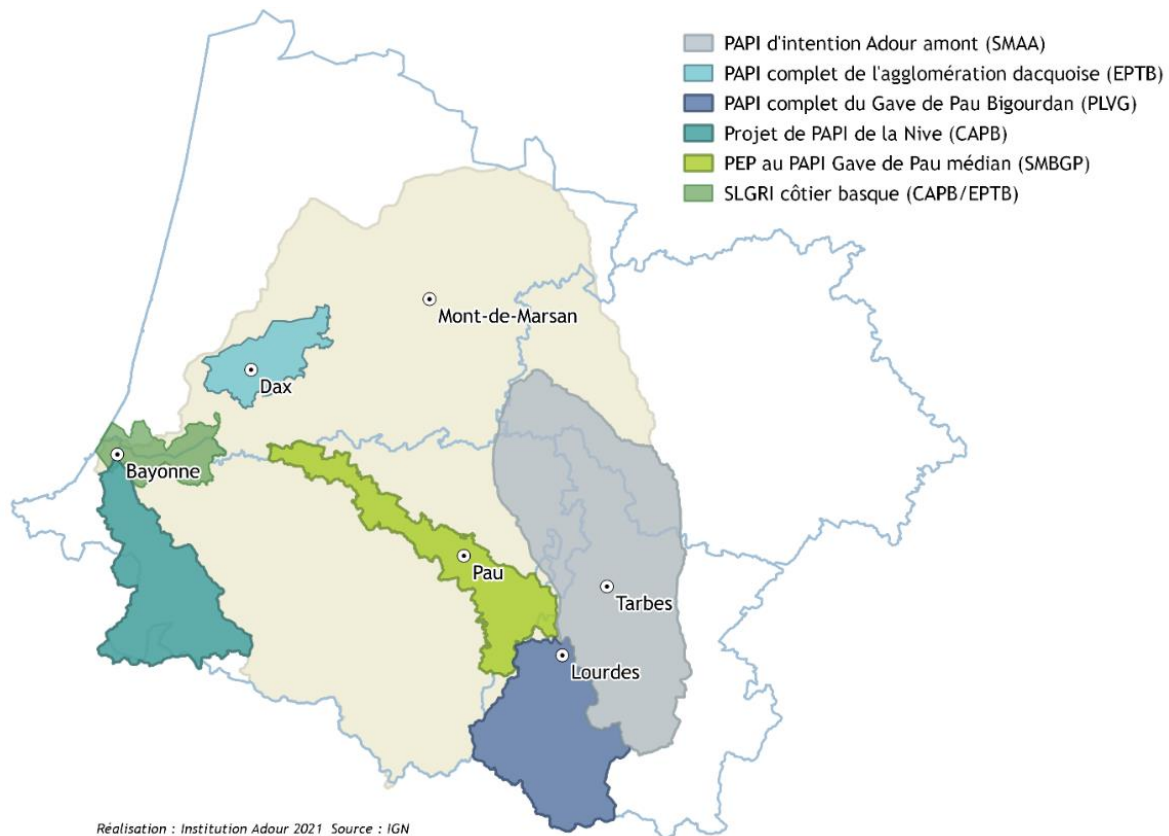 PAPI d'intention Adour amont (SMAA)
PAPI complet de l'agglomération dacquoise (EPTB)
PAPI complet du Gave de Pau Bigourdan (PLVG)
Projet de PAPI de la Nive (CAPB)
PEP au PAPI Gave de Pau médian (SMBGP)
SLGRI côtier basque (CAPB/EPTB)
Mont-de-Marsan
Dax
Bayonne
Pau
Tarbes
Lourdes
Réalisation : Institution Adour 2021 Source : IGN